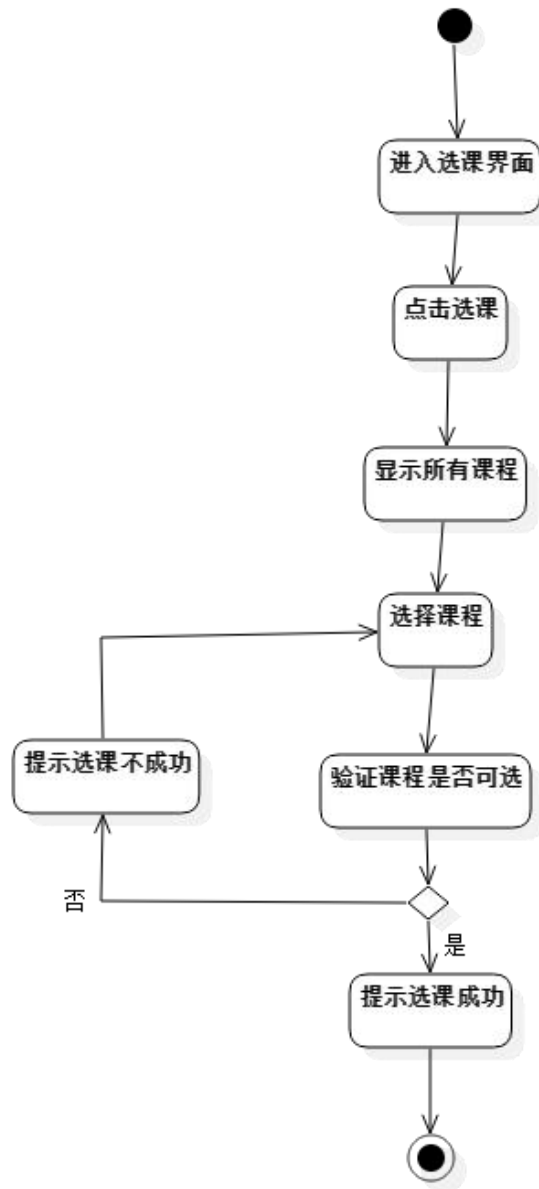 进入选课界面
点击选课
显示所有课程
选择课程
提示选课不成功
验证课程是否可选
否
是
提示选课成功